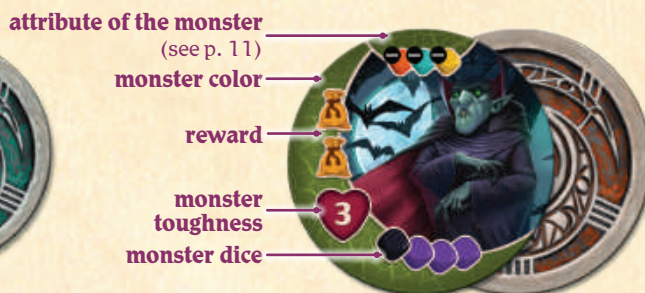 attribute of the monster
(see p. 11)
monster color
reward
monster
toughness
3
monster dice